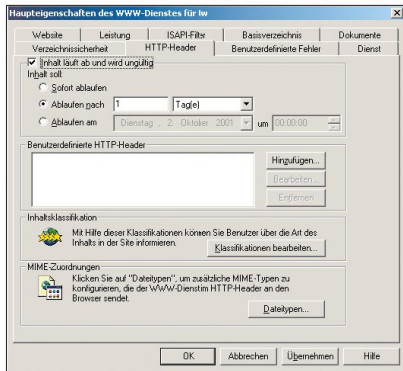 Haupteigenschaften des WWW-Dienstes für lw
Website Leistung ISAPI-Filter Basisverzeichnis Dokumente
Verzeichnissicherheit HTTP-Header Benutzerdefinierte Fehler Dienst
Inhalt läuft ab und wird ungültig
Inhalt soll:
Sofort ablaufen
Ablaufen nach 1 Tag(e)
Ablaufen am Dienstag , 2. Oktober 2001 um 00:00:00
Benutzerdefinierte HTTP-Header
Hinzufügen...
Bearbeiten...
Entfernen
Inhaltsklassifikation
Mit Hilfe dieser Klassifikationen können Sie Benutzer über die Art des
Inhalts in der Site informieren.
Klassifikationen bearbeiten...
MIME-Zuordnungen
Klicken Sie auf "Dateitypen", um zusätzliche MIME-Typen zu
konfigurieren, die der WWW-Dienstim HTTP-Header an den
Browser sendet.
Dateitypen...
OK Abbrechen Übernehmen Hilfe